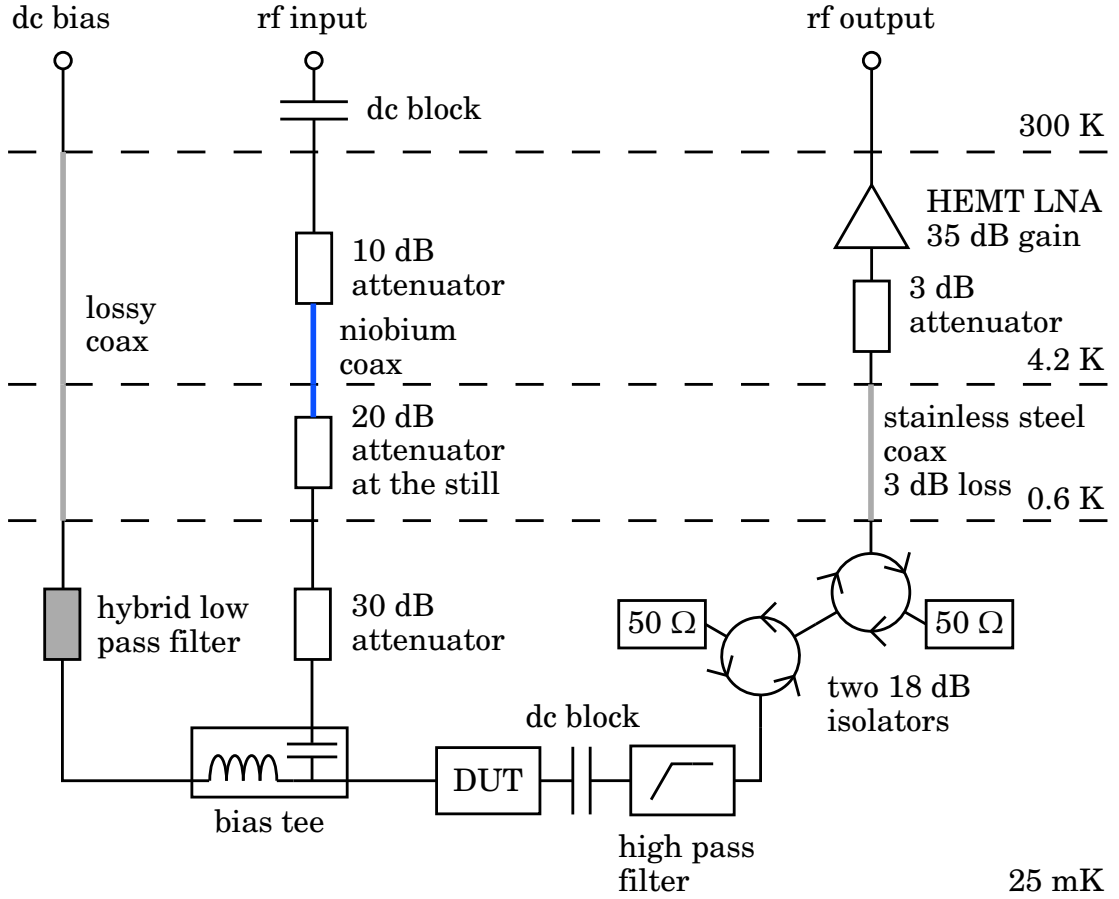 dc bias
rf input
rf output
dc block
300 K
HEMT LNA
35 dB gain
10 dB
attenuator
3 dB
attenuator
lossy
coax
niobium
coax
4.2 K
20 dB
attenuator
at the still
stainless steel
coax
3 dB loss
0.6 K
hybrid low
pass filter
30 dB
attenuator
50 Ω
50 Ω
two 18 dB
isolators
dc block
DUT
bias tee
high pass
filter
25 mK